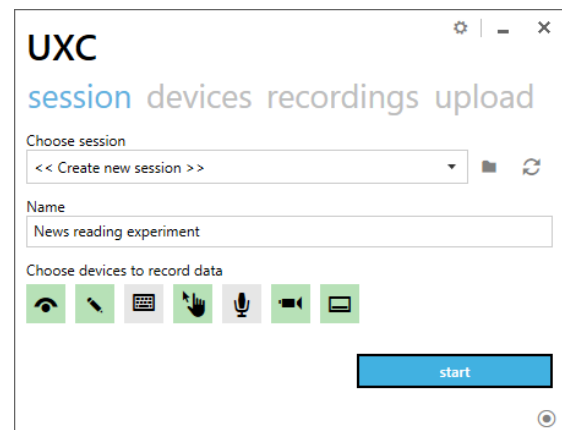 UXC
session devices recordings upload
Choose session
<< Create new session >>
Name
News reading experiment
Choose devices to record data
start